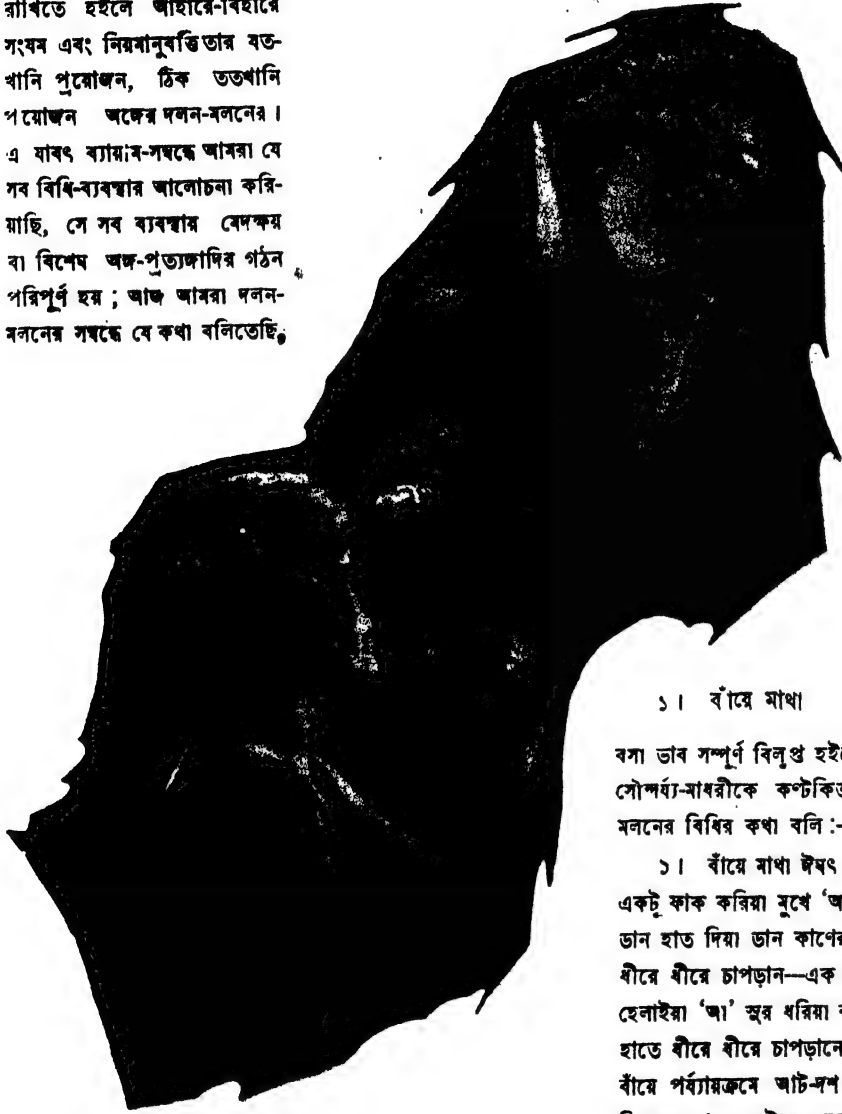 রাখিতে হইলে আহারে-বিহারে
সংযম এবং নিয়মানুবর্ত্তিতার যত-
খানি প্রয়োজন, ঠিক ততখানি
প্রয়োজন অঙ্গের দলন-মলনের।
এ যাবৎ ব্যায়াম-সম্বন্ধে আমরা যে
সব বিধি-ব্যবস্থার আলোচনা করি-
য়াছি, সে সব ব্যবস্থায় মেদক্ষয়
বা বিশেষ অঙ্গ-প্রত্যঙ্গাদির গঠন
পরিপূর্ণ হয়; আজ আমরা দলন-
মলনের সম্বন্ধে যে কথা বলিতেছি,
১। বাঁয়ে মাথা
বসা ভাব সম্পূর্ণ বিলুপ্ত হই
সৌন্দর্য্য-মাধুরীকে কণ্টকিত
মলনের বিধির কথা বলি :-
১। বাঁয়ে মাথা ঈষৎ
একটু ফাক করিয়া মুখে ‘আ
ডান হাত দিয়া ডান কাণের
ধীরে ধীরে চাপড়ান—এক
হেলাইয়া ‘আ’ সুর ধরিয়া
হাতে ধীরে ধীরে চাপড়ানো
বাঁয়ে পর্য্যায়ক্রমে আট-দশ